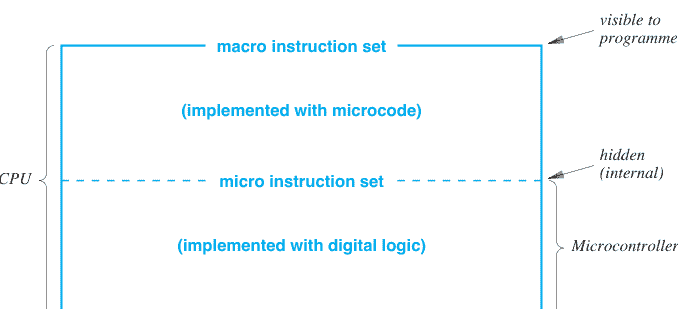 visible to
programme
macro instruction set
(implemented with microcode)
hidden
(internal)
CPU
micro instruction set
(implemented with digital logic)
Microcontroller